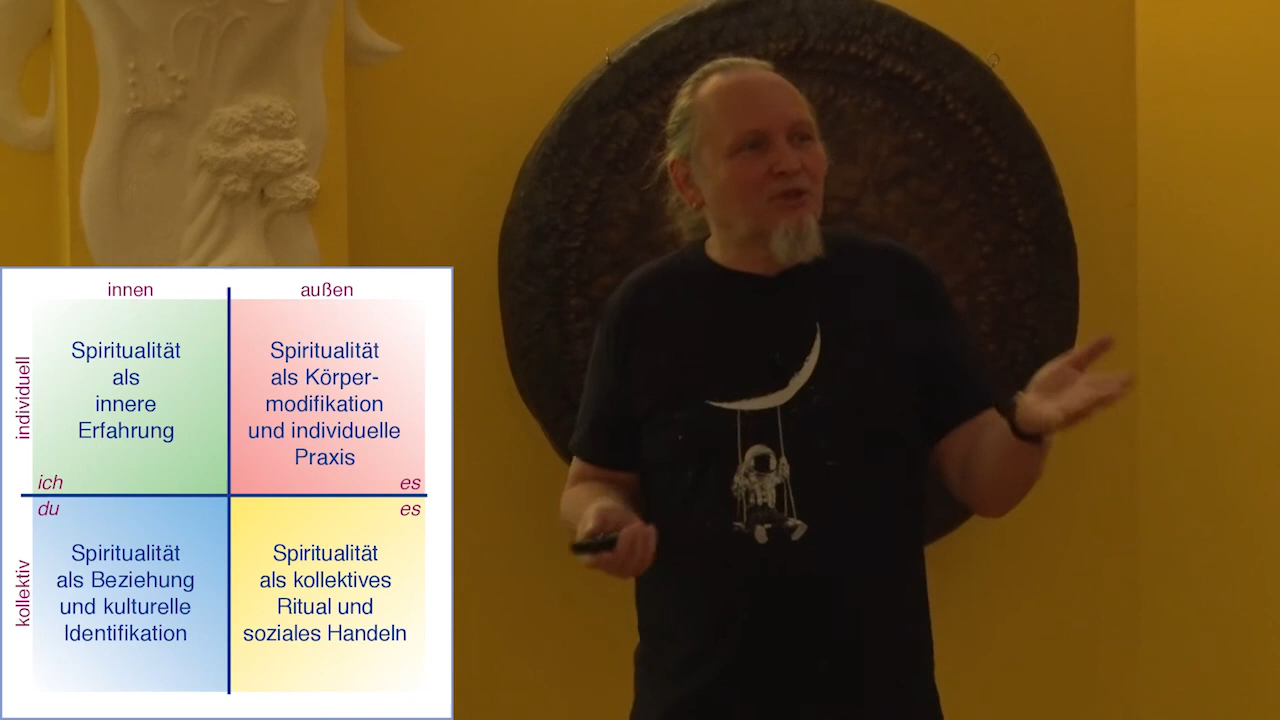 innen
außen
individuell
Spiritualität
als
innere
Erfahrung
ich
Spiritualität
als Körper-
modifikation
und individuelle
Praxis
es
kollektiv
du
Spiritualität
als Beziehung
und kulturelle
Identifikation
es
Spiritualität
als kollektives
Ritual und
soziales Handeln